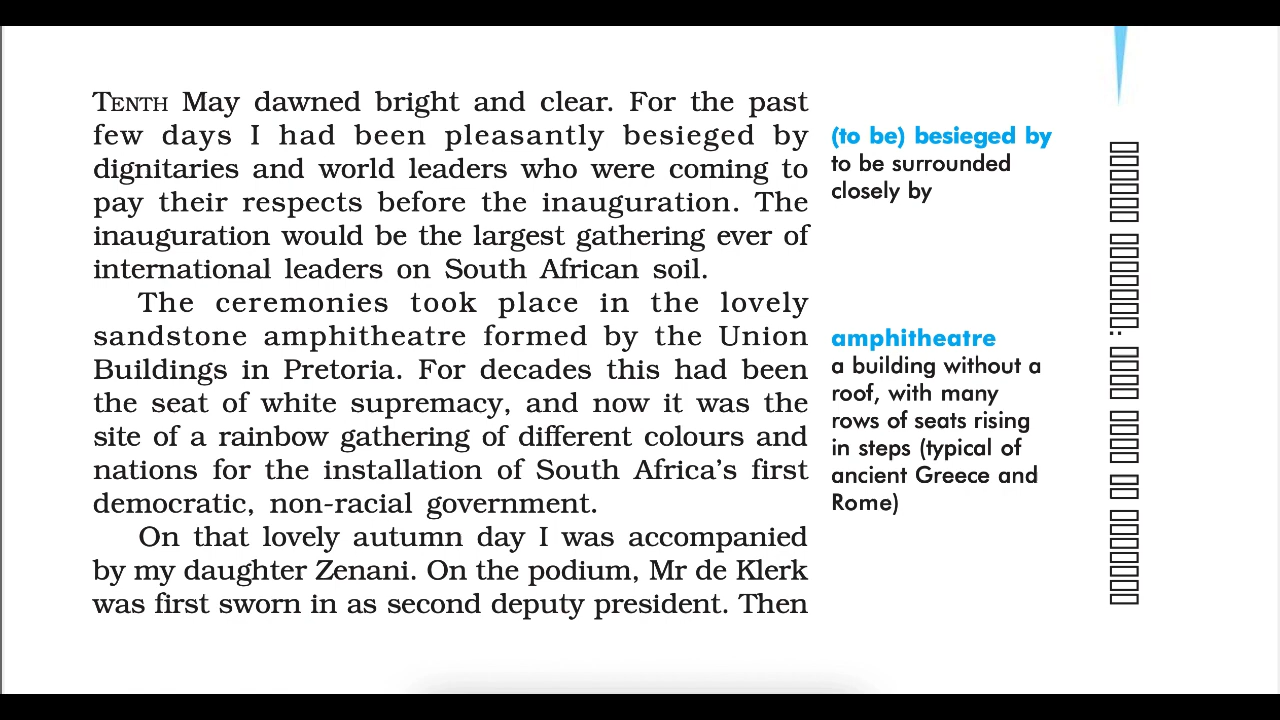 TENTH May dawned bright and clear. For the past
few days I had been pleasantly besieged by
dignitaries and world leaders who were coming to
pay their respects before the inauguration. The
inauguration would be the largest gathering ever of
international leaders on South African soil.
The ceremonies took place in the lovely
sandstone amphitheatre formed by the Union
Buildings in Pretoria. For decades this had been
the seat of white supremacy, and now it was the
site of a rainbow gathering of different colours and
nations for the installation of South Africa's first
democratic, non-racial government.
On that lovely autumn day I was accompanied
by my daughter Zenani. On the podium, Mr de Klerk
was first sworn in as second deputy president. Then
(to be) besieged by
to be surrounded
closely by
amphitheatre
a building without a
roof, with many
rows of seats rising
in steps (typical of
ancient Greece and
Rome)